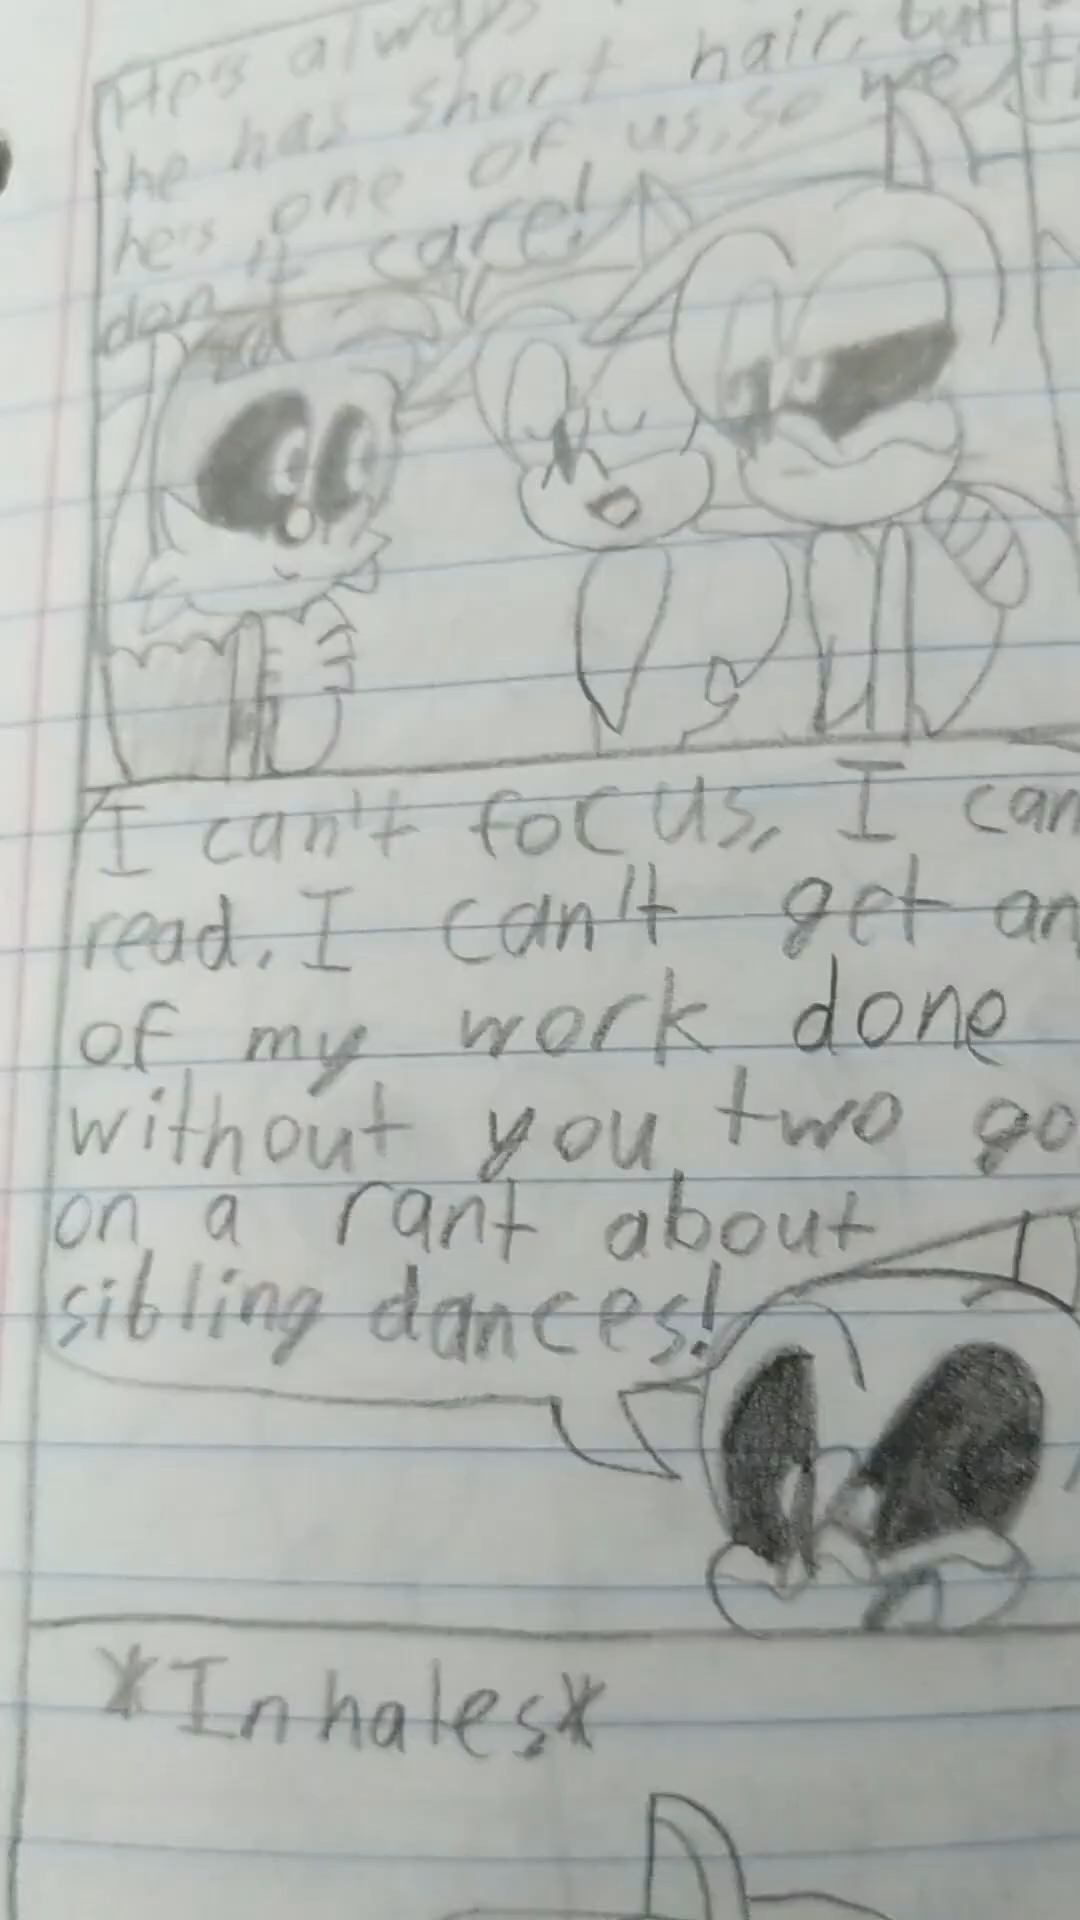 He's always
he has short hair, but
he's one of us, so we
don't care!
I can't focus, I can
read, I can't get an
of my work done
without you two go
on a rant about
sibling dances!
*Inhales*